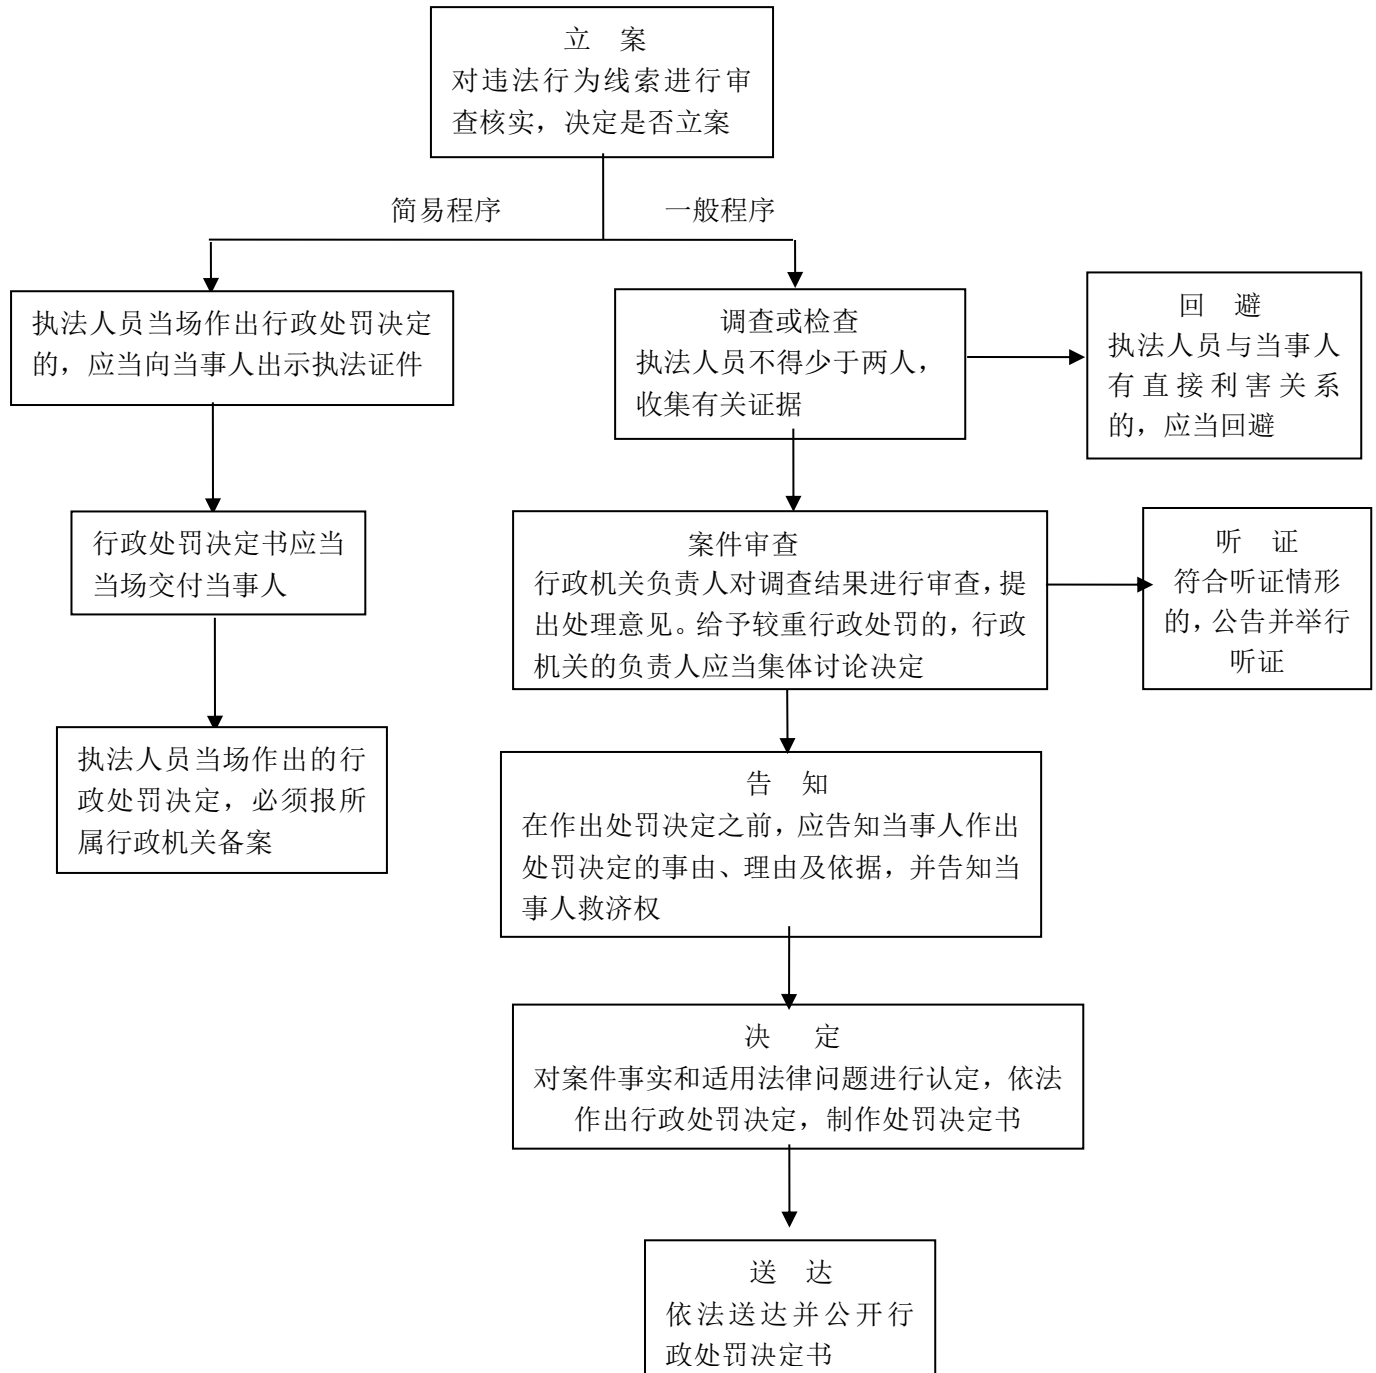 立 案
对违法行为线索进行审
查核实，决定是否立案
简易程序
一般程序
执法人员当场作出行政处罚决定
的，应当向当事人出示执法证件
调查或检查
执法人员不得少于两人，
收集有关证据
回 避
执法人员与当事人
有直接利害关系
的，应当回避
行政处罚决定书应当
当场交付当事人
案件审查
行政机关负责人对调查结果进行审查，提
出处理意见。给予较重行政处罚的，行政
机关的负责人应当集体讨论决定
听 证
符合听证情形
的，公告并举行
听证
执法人员当场作出的行
政处罚决定，必须报所
属行政机关备案
告 知
在作出处罚决定之前，应告知当事人作出
处罚决定的事由、理由及依据，并告知当
事人救济权
决 定
对案件事实和适用法律问题进行认定，依法
作出行政处罚决定，制作处罚决定书
送 达
依法送达并公开行
政处罚决定书